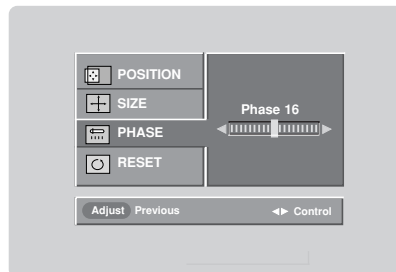 POSITION
SIZE
PHASE
RESET
Phase 16
Adjust Previous
◄► Control